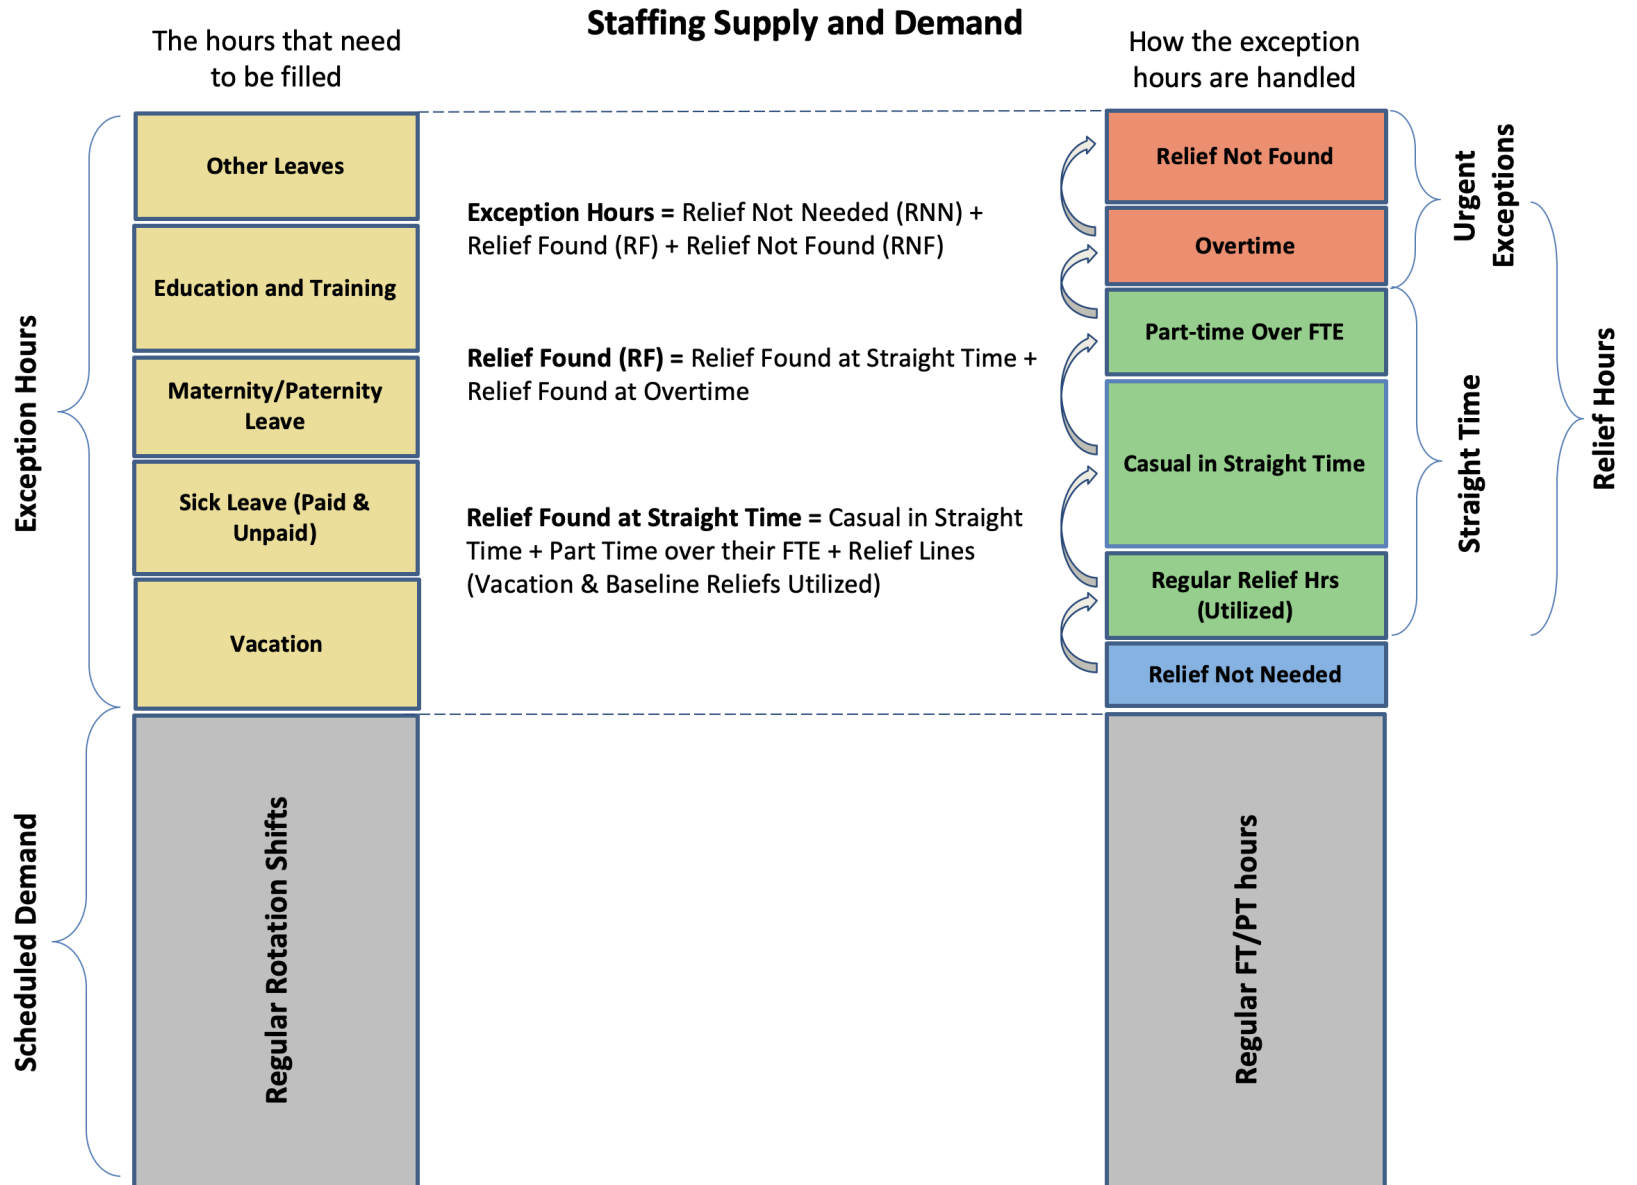 Staffing Supply and Demand
The hours that need
to be filled
How the exception
hours are handled
Exception Hours
Other Leaves
Education and Training
Maternity/Paternity
Leave
Sick Leave (Paid &
Unpaid)
Vacation
Scheduled Demand
Regular Rotation Shifts
Exception Hours = Relief Not Needed (RNN) +
Relief Found (RF) + Relief Not Found (RNF)
Relief Found (RF) = Relief Found at Straight Time +
Relief Found at Overtime
Relief Found at Straight Time = Casual in Straight
Time + Part Time over their FTE + Relief Lines
(Vacation & Baseline Reliefs Utilized)
Relief Not Found
Overtime
Part-time Over FTE
Casual in Straight Time
Regular Relief Hrs
(Utilized)
Relief Not Needed
Regular FT/PT hours
Urgent
Exceptions
Straight Time
Relief Hours